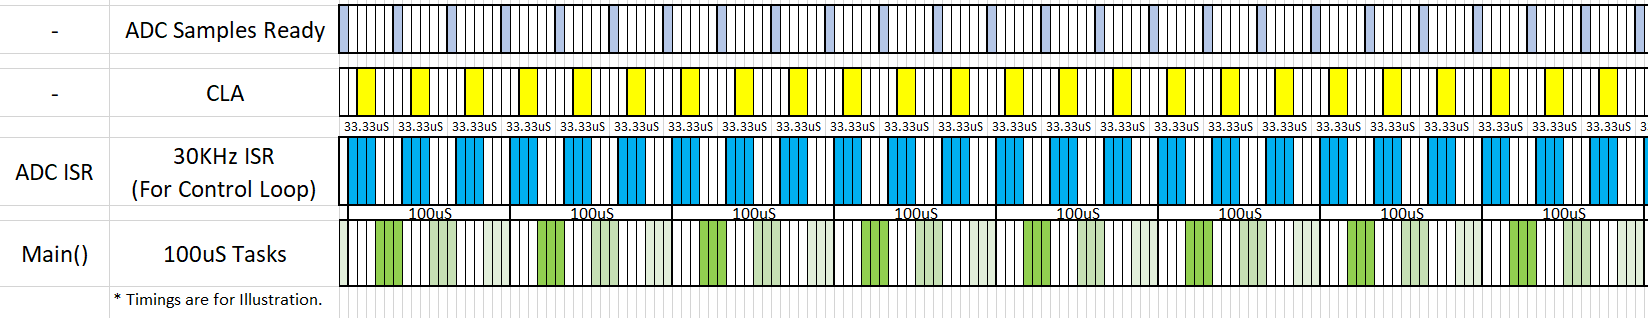 - ADC Samples Ready
- CLA
33.33uS 33.33uS 33.33uS 33.33uS 33.33uS 33.33uS 33.33uS 33.33uS 33.33uS 33.33uS 33.33uS 33.33uS 33.33uS 33.33uS 33.33uS 33.33uS 33.33uS 33.33uS 33.33uS 33.33uS 33.33uS 33.33uS 33.33uS 33.33uS 3
ADC ISR 30KHz ISR
(For Control Loop)
100uS 100uS 100uS 100uS 100uS 100uS 100uS 100uS
Main() 100uS Tasks
* Timings are for Illustration.